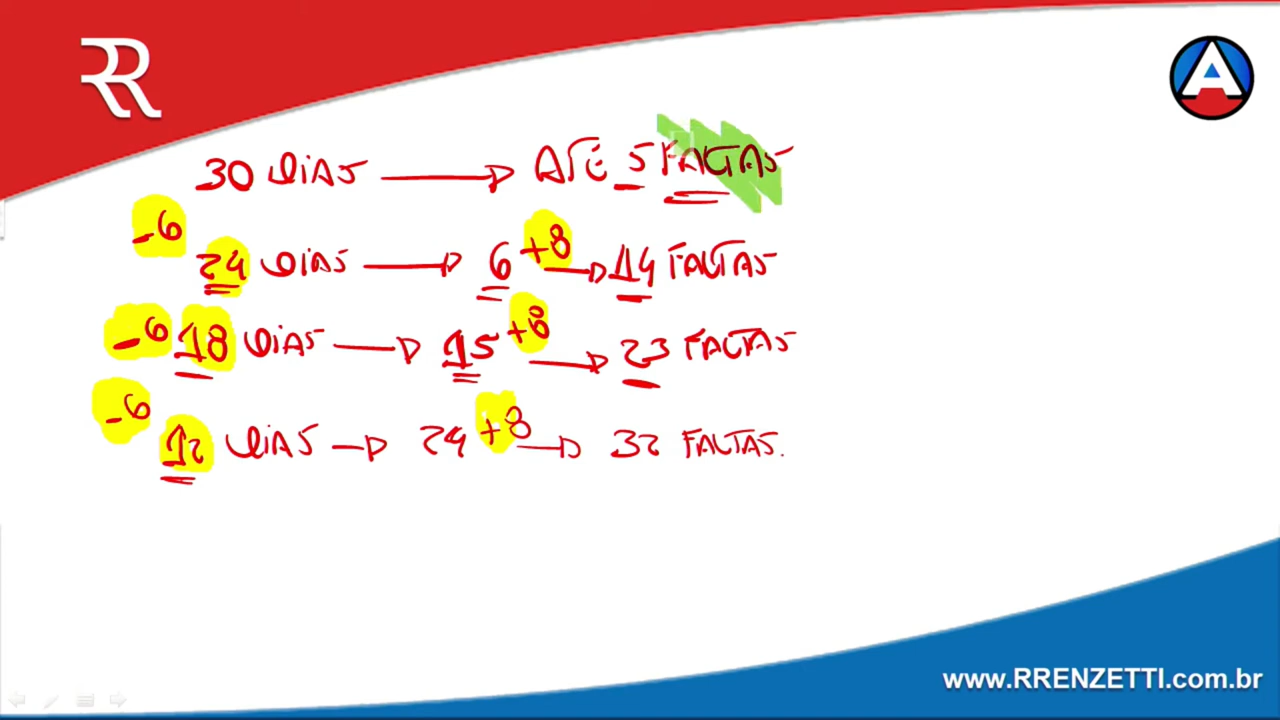 RR
A
30 DIAS → ATÉ 5 FALTAS
-6
24 DIAS → 6 +8 → 14 FALTAS
-6 18 DIAS → 15 +8 → 23 FALTAS
-6
12 DIAS → 24 +8 → 32 FALTAS.
www.RRENZETTI.com.br